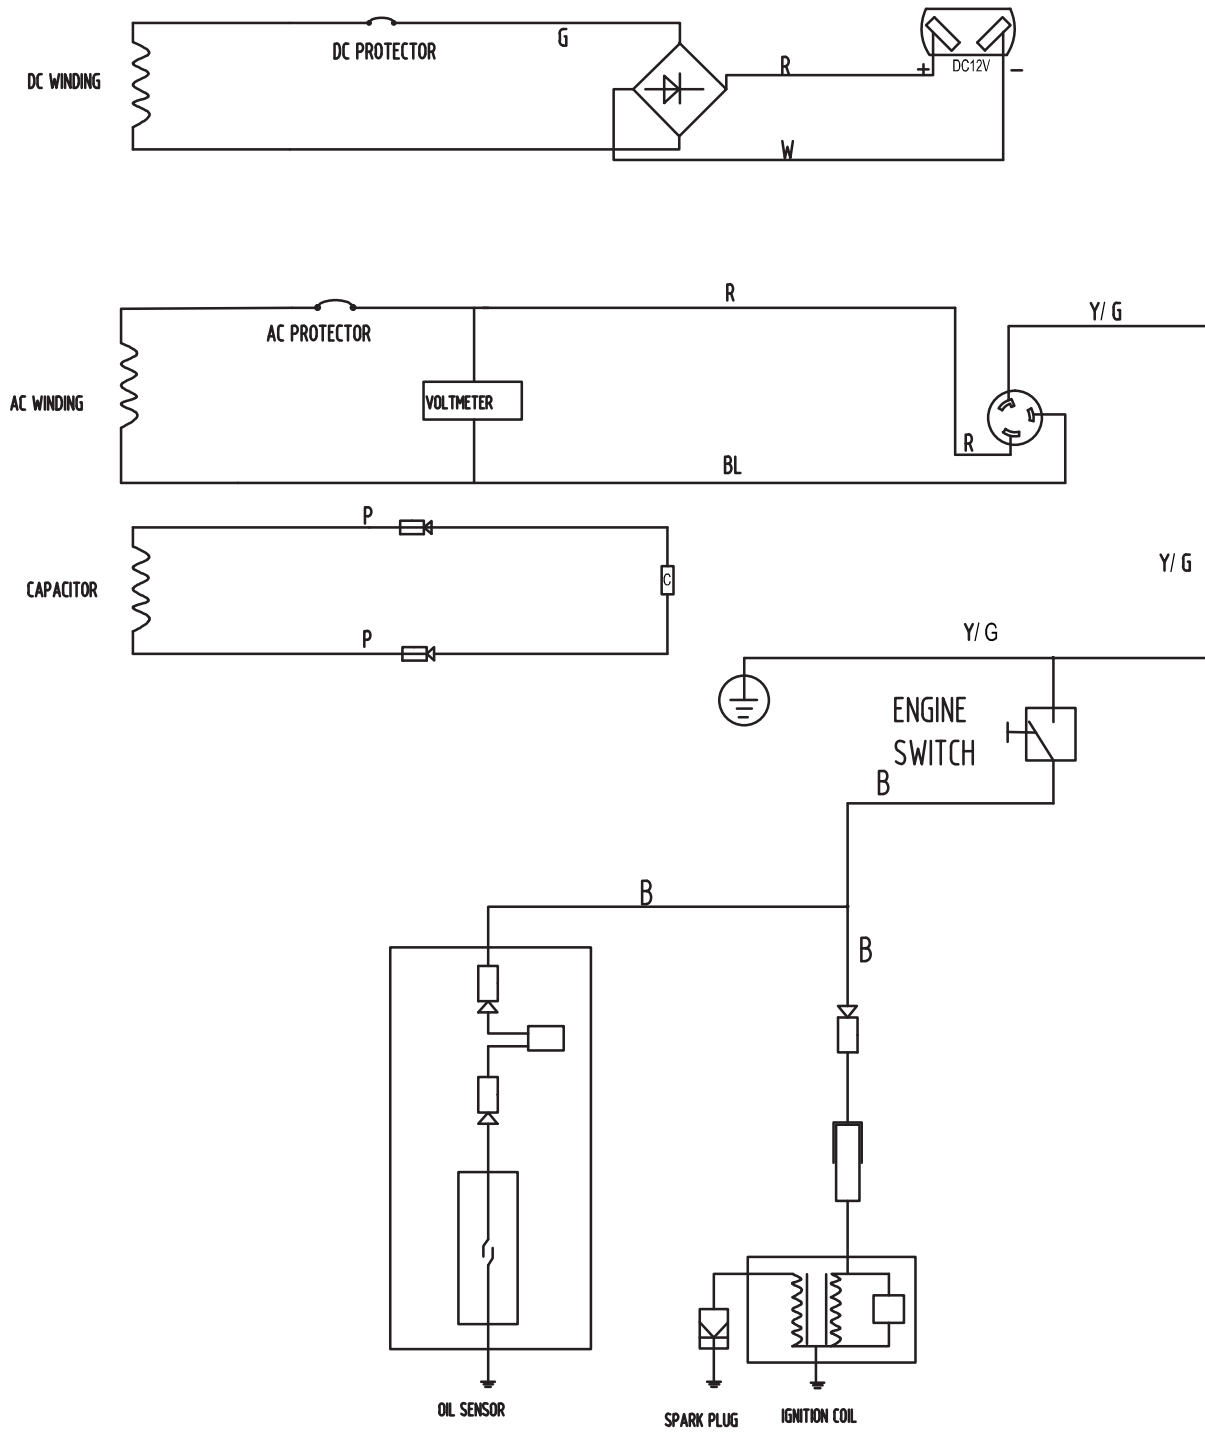 G
DC PROTECTOR
DC WINDING
R
+
DC12V
−
W
R
Y/ G
AC PROTECTOR
AC WINDING
VOLTMETER
R
BL
P
CAPACITOR
C
Y/ G
P
Y/ G
ENGINE
SWITCH
B
B
B
OIL SENSOR
SPARK PLUG
IGNITION COIL